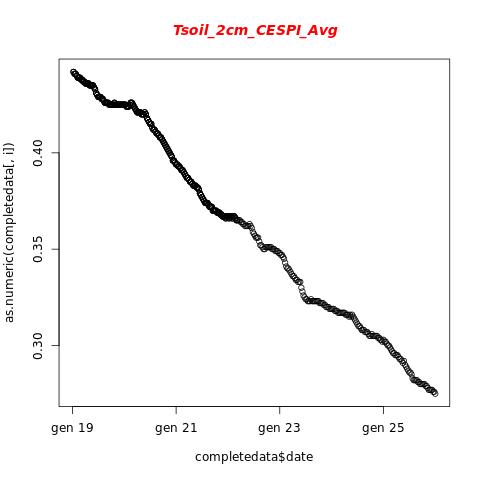 Tsoil_2cm_CESPI_Avg
as.numeric(completedata[, i])
0.40
0.35
0.30
gen 19
gen 21
gen 23
gen 25
completedata$date